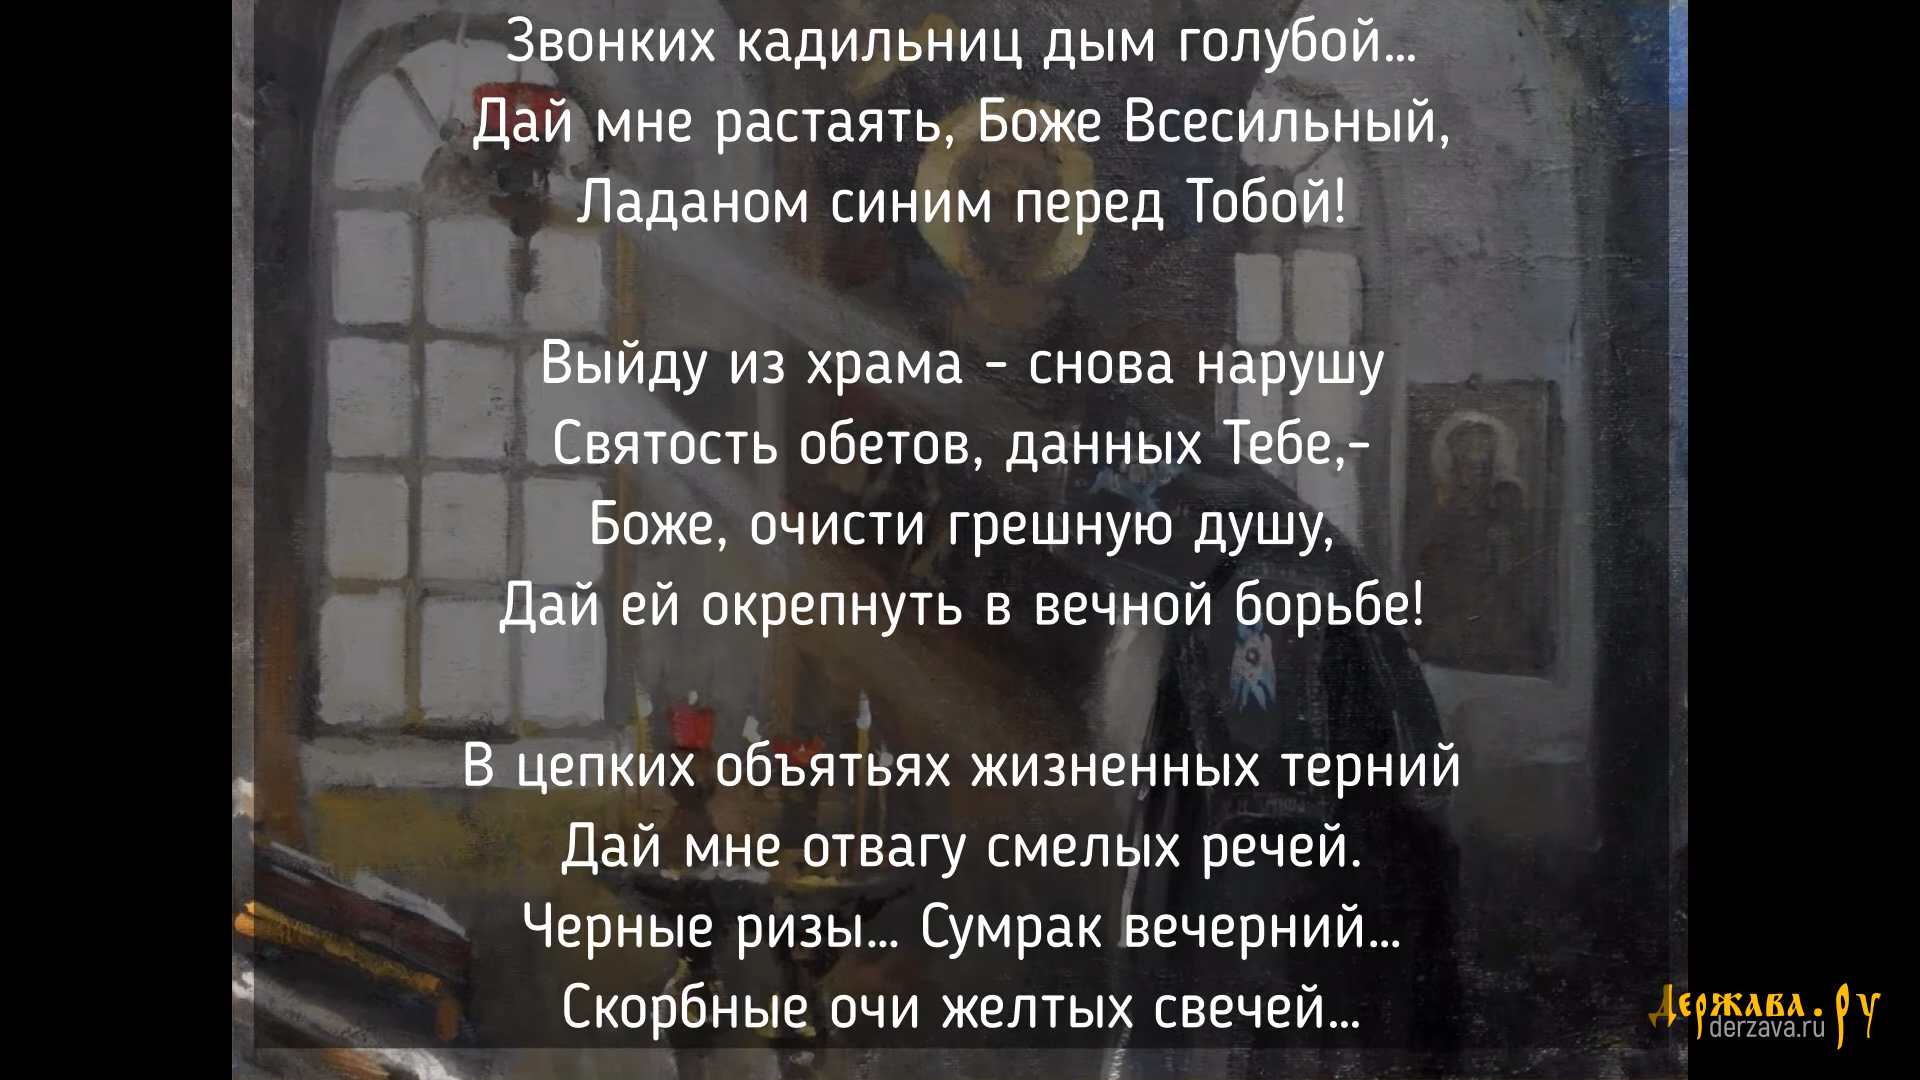 Звонких кадильниц дым голубой...
Дай мне растаять, Боже Всесильный,
Ладаном синим перед Тобой!
Выйду из храма - снова нарушу
Святость обетов, данных Тебе,-
Боже, очисти грешную душу,
Дай ей окрепнуть в вечной борьбе!
В цепких объятьях жизненных терний
Дай мне отвагу смелых речей.
Черные ризы... Сумрак вечерний...
Скорбные очи желтых свечей...
Держава.Ру
derzava.ru